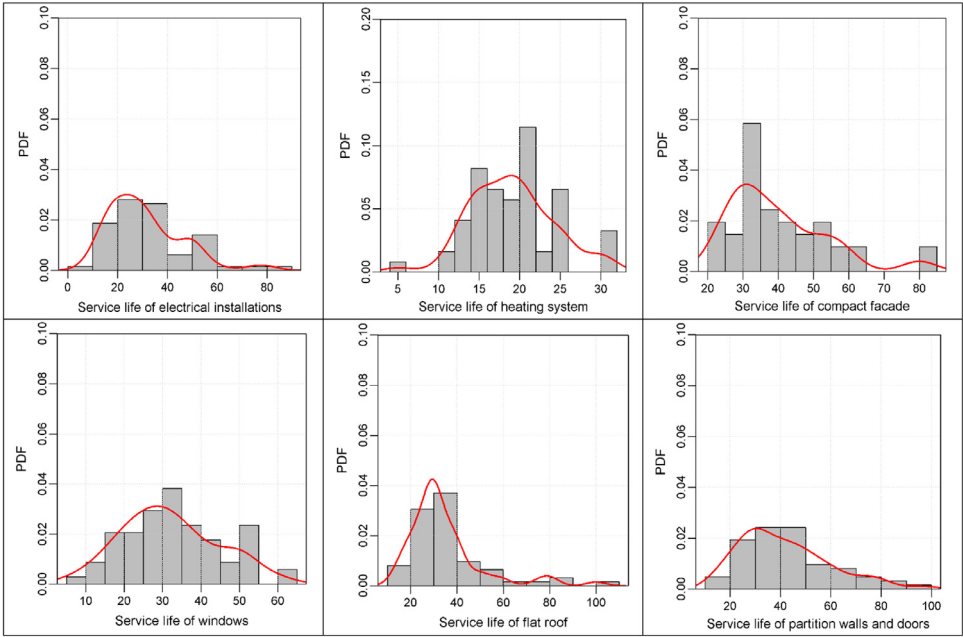 PDF
0.00 0.02 0.04 0.06 0.08 0.10
0 20 40 60 80
Service life of electrical installations
PDF
0.00 0.05 0.10 0.15 0.20
5 10 15 20 25 30
Service life of heating system
PDF
0.00 0.02 0.04 0.06 0.08 0.10
20 30 40 50 60 70 80
Service life of compact facade
PDF
0.00 0.02 0.04 0.06 0.08 0.10
10 20 30 40 50 60
Service life of windows
PDF
0.00 0.02 0.04 0.06 0.08 0.10
20 40 60 80 100
Service life of flat roof
PDF
0.00 0.02 0.04 0.06 0.08 0.10
20 40 60 80 100
Service life of partition walls and doors